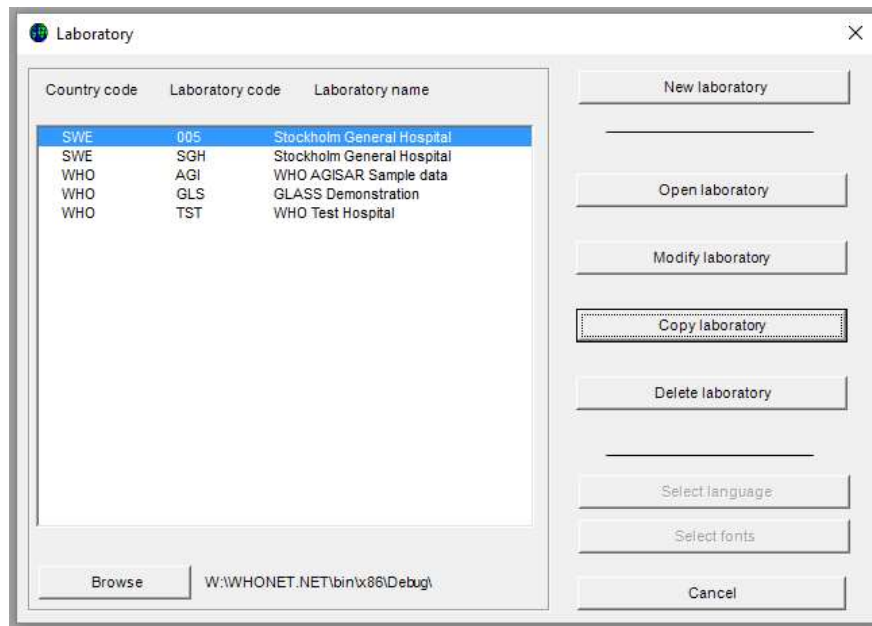 Laboratory
Country code Laboratory code Laboratory name
SWE 005 Stockholm General Hospital
SWE SGH Stockholm General Hospital
WHO AGI WHO AGISAR Sample data
WHO GLS GLASS Demonstration
WHO TST WHO Test Hospital
Browse W:\WHONET.NET\bin\x86\Debug\
New laboratory
Open laboratory
Modify laboratory
Copy laboratory
Delete laboratory
Select language
Select fonts
Cancel